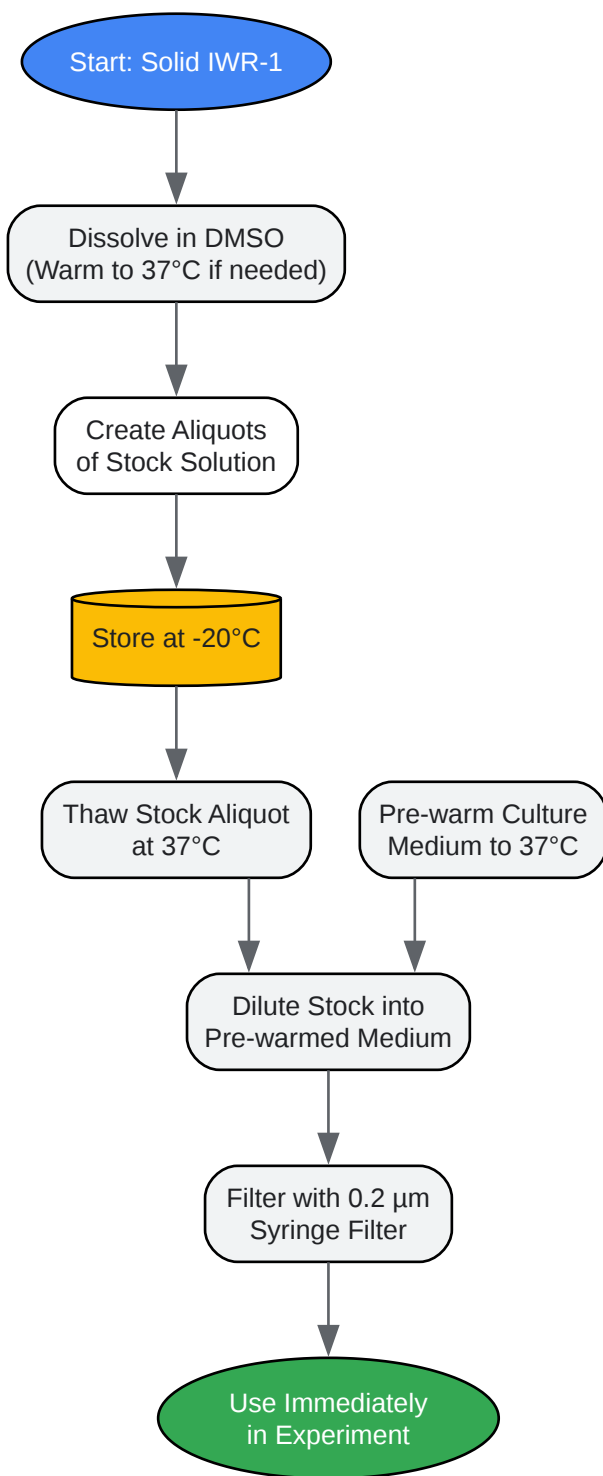 Start: Solid IWR-1
Dissolve in DMSO
(Warm to 37°C if needed)
Create Aliquots
of Stock Solution
Store at -20°C
Thaw Stock Aliquot
at 37°C
Pre-warm Culture
Medium to 37°C
Dilute Stock into
Pre-warmed Medium
Filter with 0.2 µm
Syringe Filter
Use Immediately
in Experiment